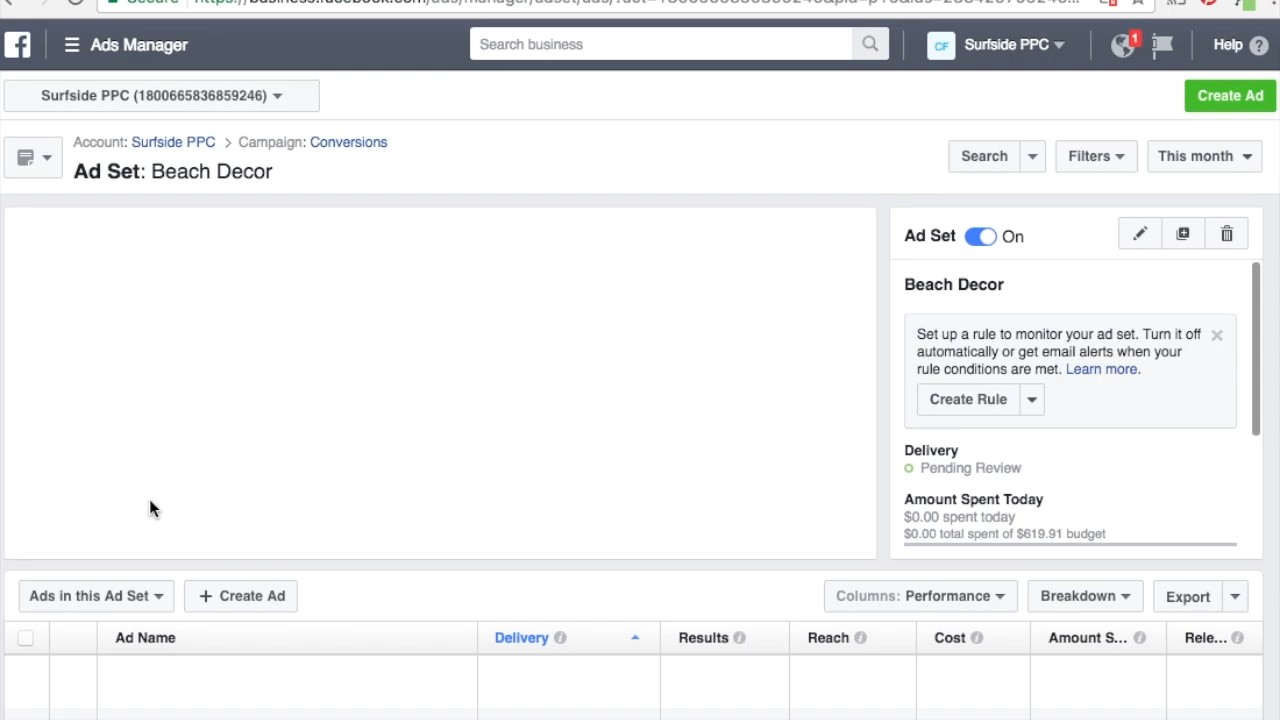 Secure
Ads Manager
Search business
CF
Surfside PPC
1
Help
Surfside PPC (1800665836859246)
Create Ad
Account: Surfside PPC > Campaign: Conversions
Ad Set: Beach Decor
Search
Filters
This month
Ad Set On
Beach Decor
Set up a rule to monitor your ad set. Turn it off
automatically or get email alerts when your
rule conditions are met. Learn more.
Create Rule
Delivery
Pending Review
Amount Spent Today
$0.00 spent today
$0.00 total spent of $619.91 budget
Ads in this Ad Set
+ Create Ad
Columns: Performance
Breakdown
Export
Ad Name
Delivery
Results
Reach
Cost
Amount S...
Rele...